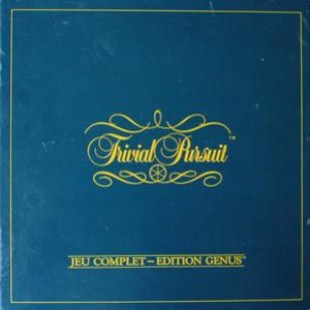 Trivial Pursuit™
JEU COMPLET – EDITION GENUS™